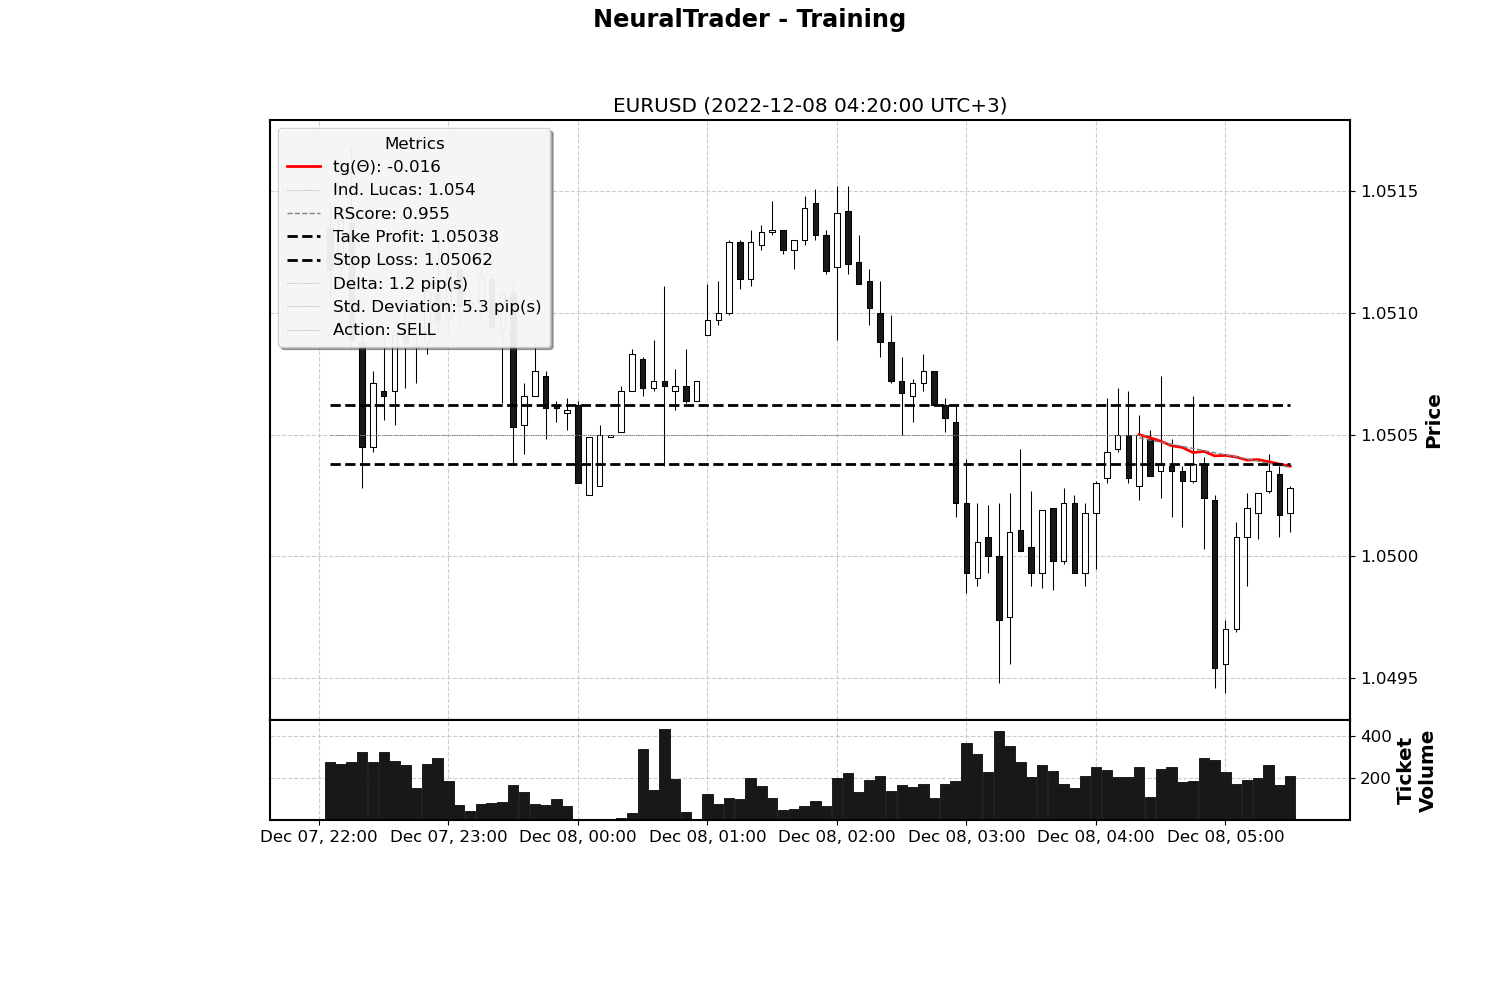 NeuralTrader - Training
EURUSD (2022-12-08 04:20:00 UTC+3)
Metrics
tg(Θ): -0.016
Ind. Lucas: 1.054
RScore: 0.955
Take Profit: 1.05038
Stop Loss: 1.05062
Delta: 1.2 pip(s)
Std. Deviation: 5.3 pip(s)
Action: SELL
1.0515
1.0510
1.0505
1.0500
1.0495
Price
400
200
Ticket
Volume
Dec 07, 22:00
Dec 07, 23:00
Dec 08, 00:00
Dec 08, 01:00
Dec 08, 02:00
Dec 08, 03:00
Dec 08, 04:00
Dec 08, 05:00